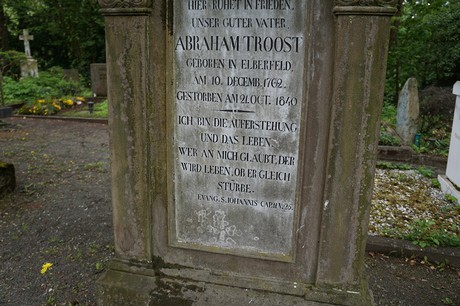 HIER RUHET IN FRIEDEN,
UNSER GUTER VATER
ABRAHAM TROOST
GEBOREN IN ELBERFELD,
AM 10. DECEMB. 1762.
GESTORBEN AM 21. OCT. 1840
ICH BIN DIE AUFERSTEHUNG
UND DAS LEBEN.
WER AN MICH GLAUBT, DER
WIRD LEBEN, OB ER GLEICH
STÜRBE.
EVANG. S. IOHANNIS CAP. II V. 25.